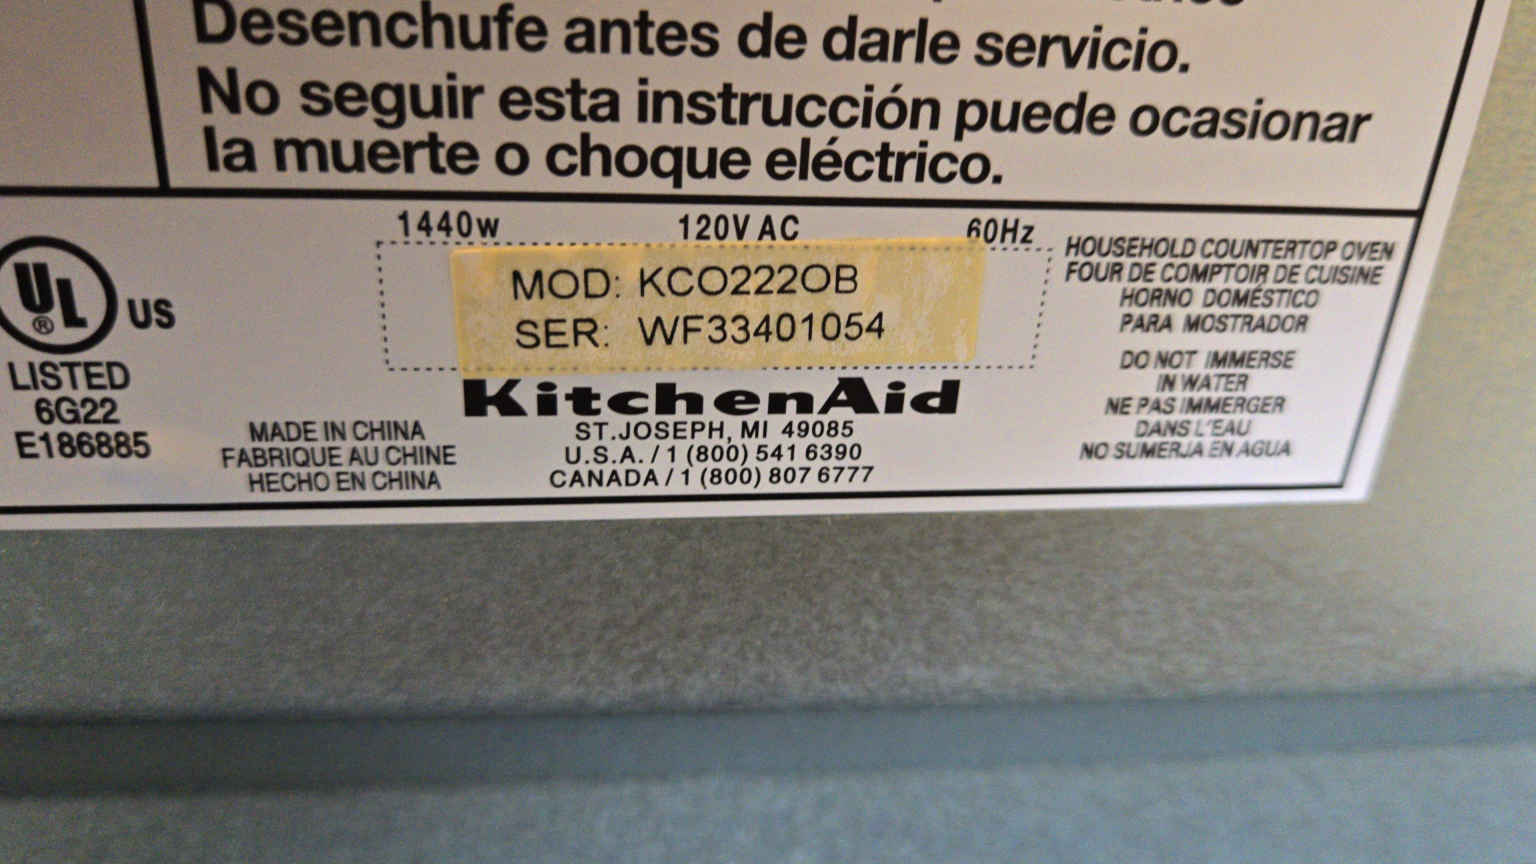 Desenchufe antes de darle servicio.
No seguir esta instrucción puede ocasionar
la muerte o choque eléctrico.
1440w 120V AC 60Hz
MOD: KCO222OB
SER: WF33401054
UL ® US
LISTED
6G22
E186885
MADE IN CHINA
FABRIQUE AU CHINE
HECHO EN CHINA
KitchenAid
ST.JOSEPH, MI 49085
U.S.A. / 1 (800) 541 6390
CANADA / 1 (800) 807 6777
HOUSEHOLD COUNTERTOP OVEN
FOUR DE COMPTOIR DE CUISINE
HORNO DOMÉSTICO
PARA MOSTRADOR
DO NOT IMMERSE
IN WATER
NE PAS IMMERGER
DANS L'EAU
NO SUMERJA EN AGUA